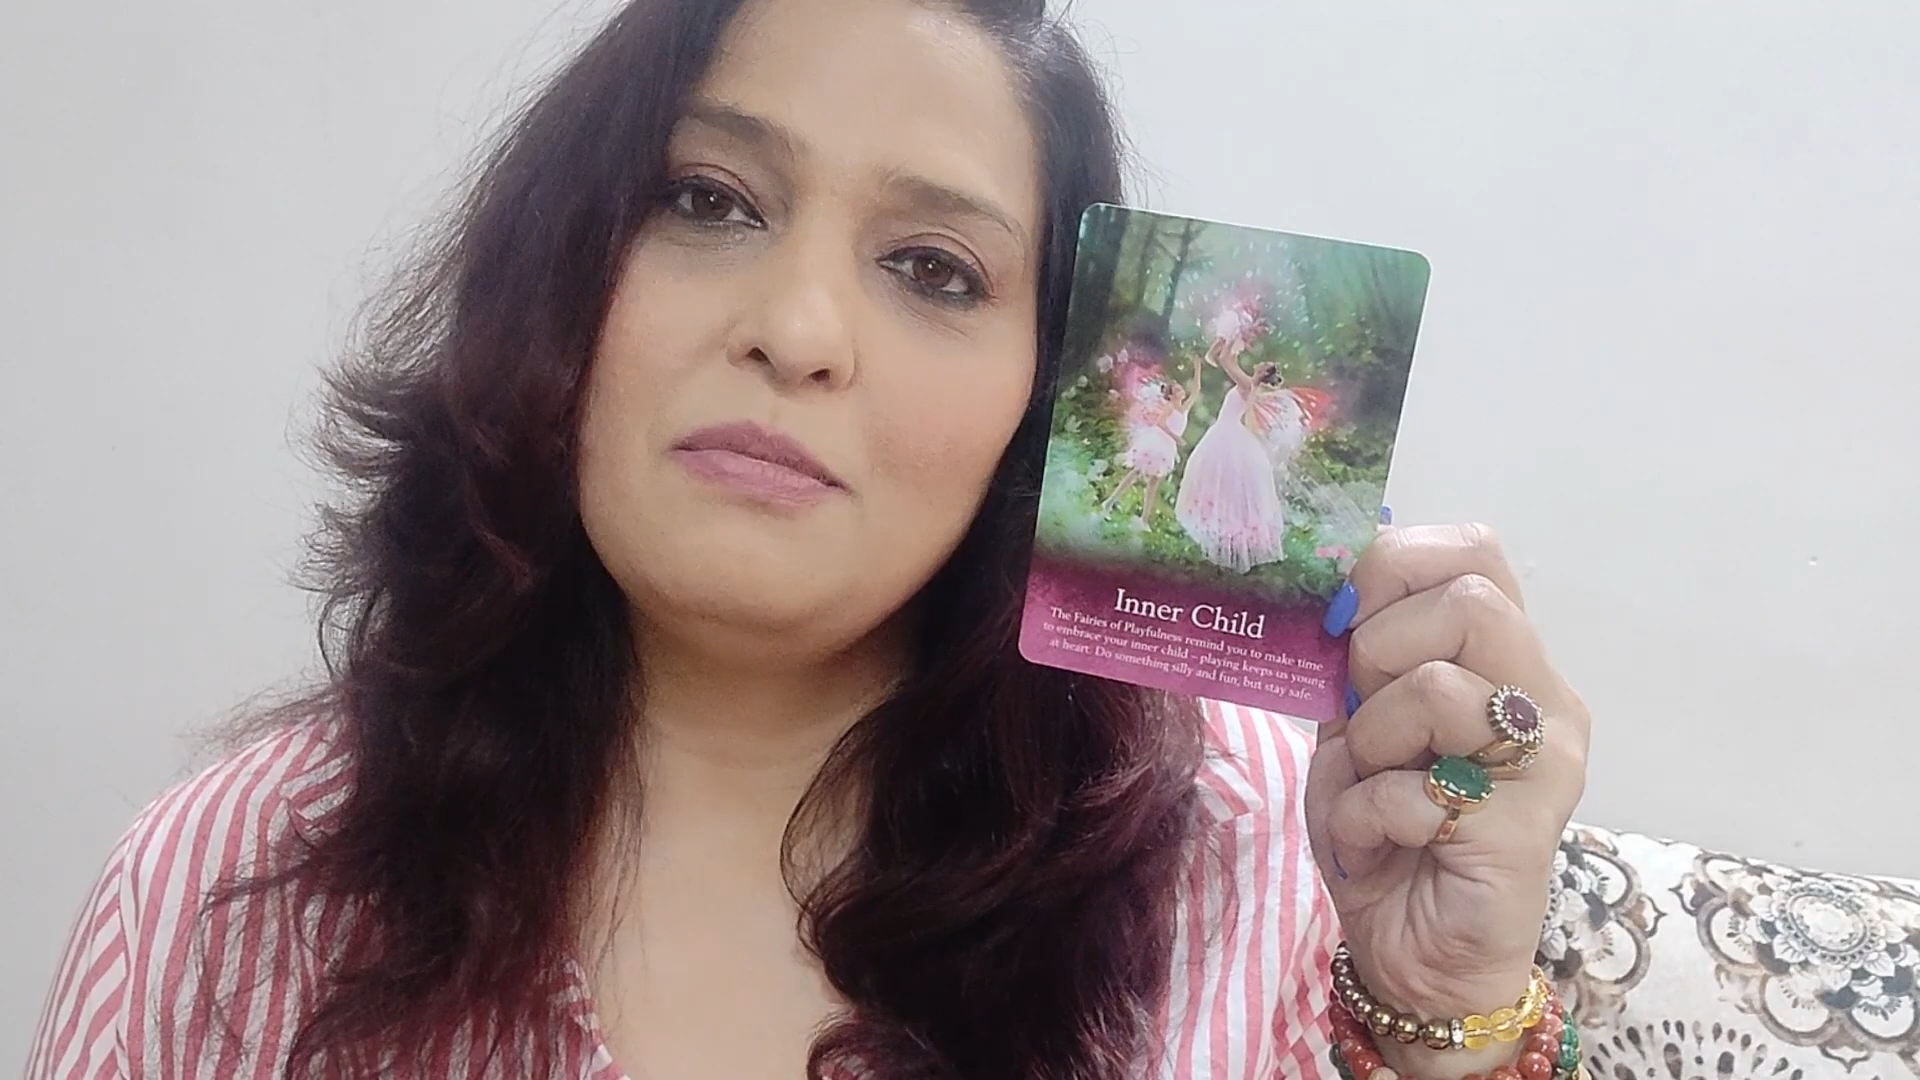 Inner Child
The Fairies of Playfulness remind you to make time
to embrace your inner child – playing keeps us young
at heart. Do something silly and fun, but stay safe.